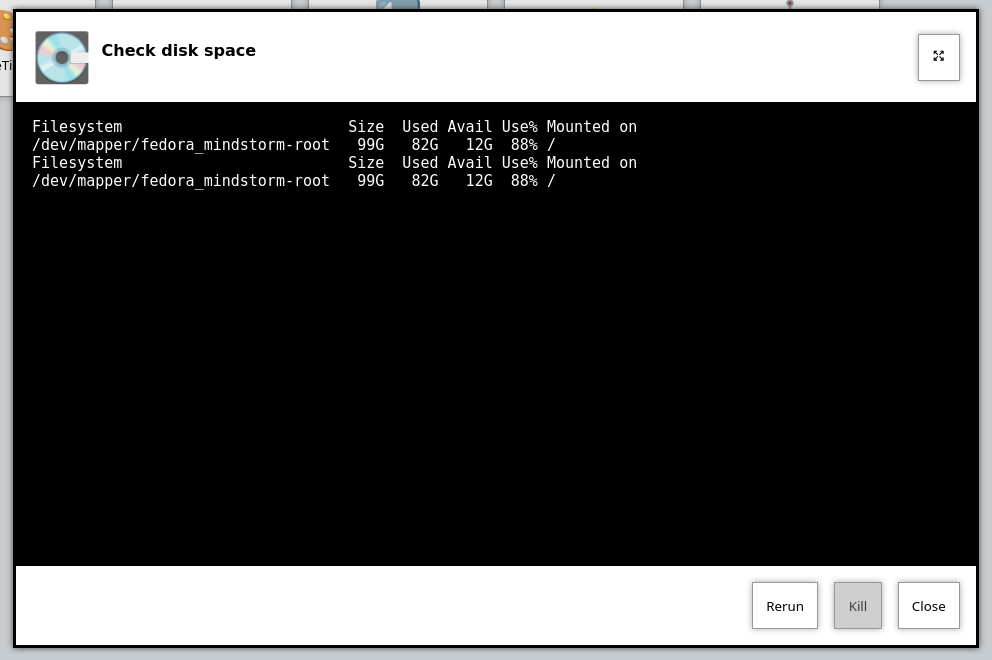 Check disk space
Filesystem                         Size  Used Avail Use% Mounted on
/dev/mapper/fedora_mindstorm-root   99G   82G   12G  88% /
Filesystem                         Size  Used Avail Use% Mounted on
/dev/mapper/fedora_mindstorm-root   99G   82G   12G  88% /
Rerun Kill Close